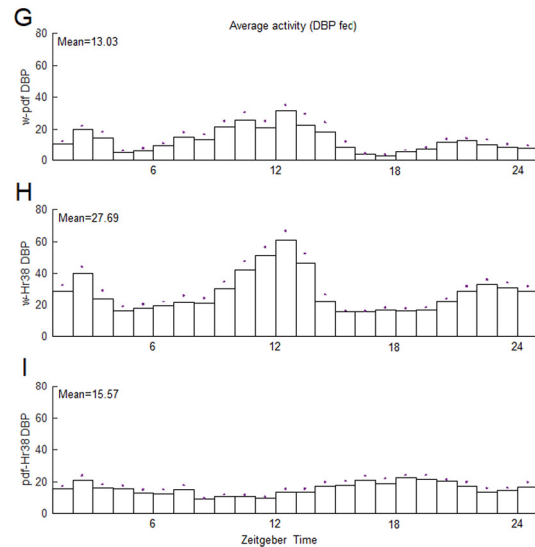 G
Average activity (DBP fed)
Mean=13.03
w-pdf DBP
80
60
40
20
0
6
12
18
24
H
Mean=27.69
w-Hr38 DBP
80
60
40
20
0
6
12
18
24
I
Mean=15.57
pdf-Hr38 DBP
80
60
40
20
0
6
12
18
24
Zeitgeber Time